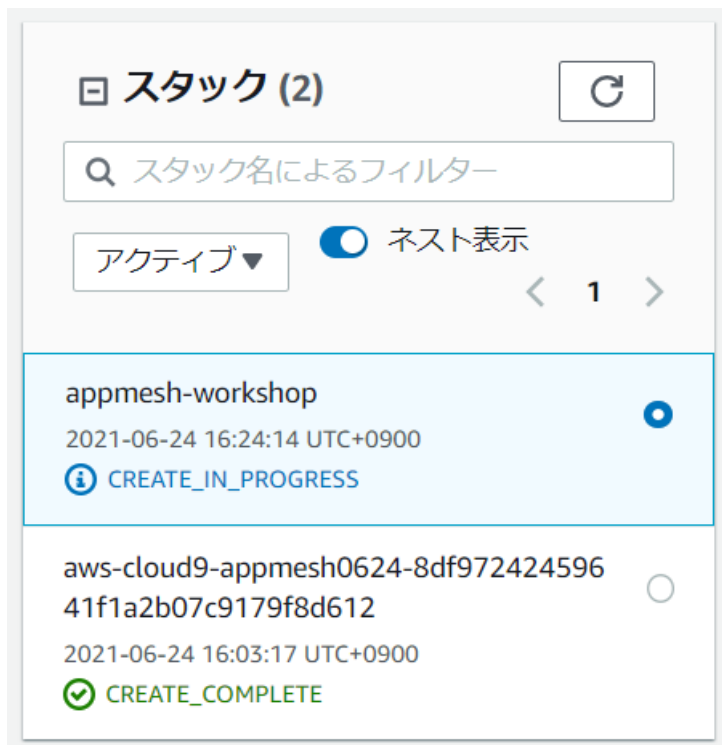 スタック (2)
スタック名によるフィルター
アクティブ▼
ネスト表示
1
appmesh-workshop
2021-06-24 16:24:14 UTC+0900
CREATE_IN_PROGRESS
aws-cloud9-appmesh0624-8df972424596
41f1a2b07c9179f8d612
2021-06-24 16:03:17 UTC+0900
CREATE_COMPLETE